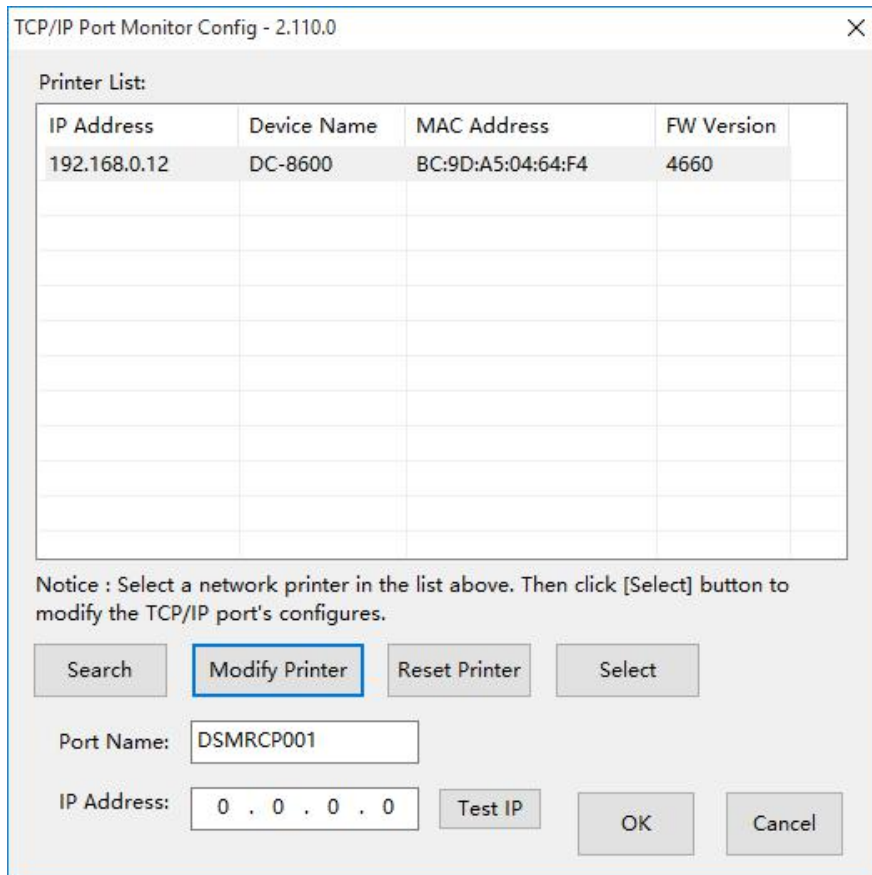 TCP/IP Port Monitor Config - 2.110.0
Printer List:
IP Address Device Name MAC Address FW Version
192.168.0.12 DC-8600 BC:9D:A5:04:64:F4 4660
Notice : Select a network printer in the list above. Then click [Select] button to
modify the TCP/IP port's configures.
Search Modify Printer Reset Printer Select
Port Name: DSMRCP001
IP Address: 0 . 0 . 0 . 0 Test IP OK Cancel